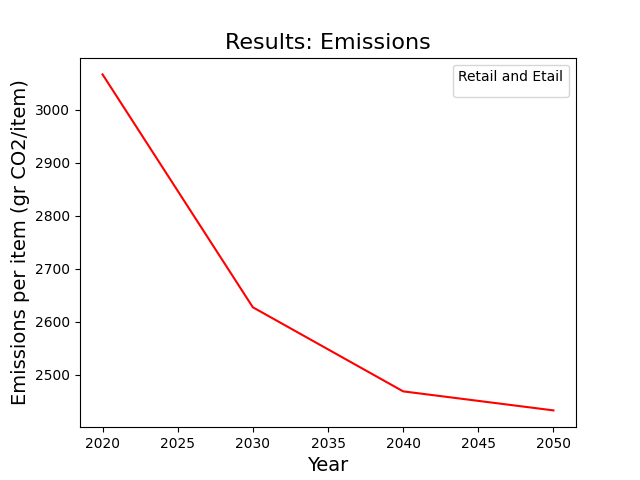 Results: Emissions
Retail and Etail
Emissions per item (gr CO2/item)
3000
2900
2800
2700
2600
2500
2020 2025 2030 2035 2040 2045 2050
Year